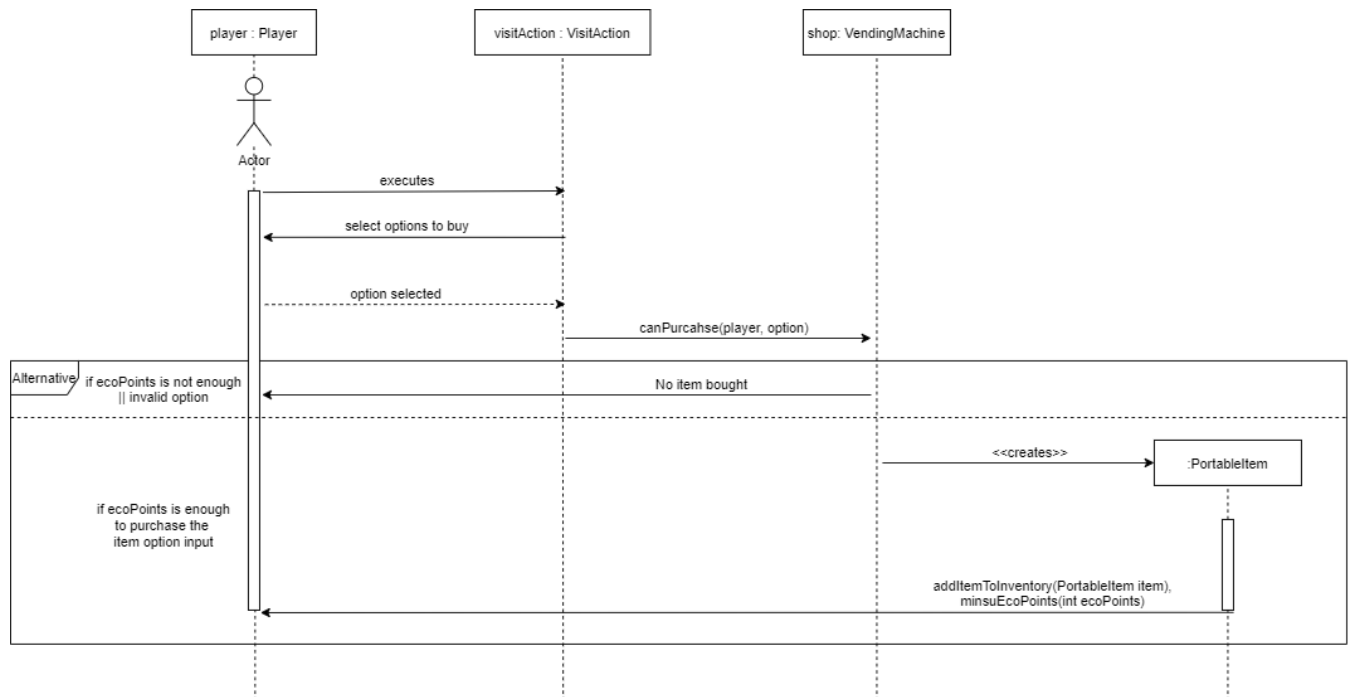 player : Player
visitAction : VisitAction
shop: VendingMachine
Actor
executes
select options to buy
option selected
canPurcahse(player, option)
Alternative
if ecoPoints is not enough
|| invalid option
No item bought
<<creates>>
:PortableItem
if ecoPoints is enough
to purchase the
item option input
addItemToInventory(PortableItem item),
minsuEcoPoints(int ecoPoints)